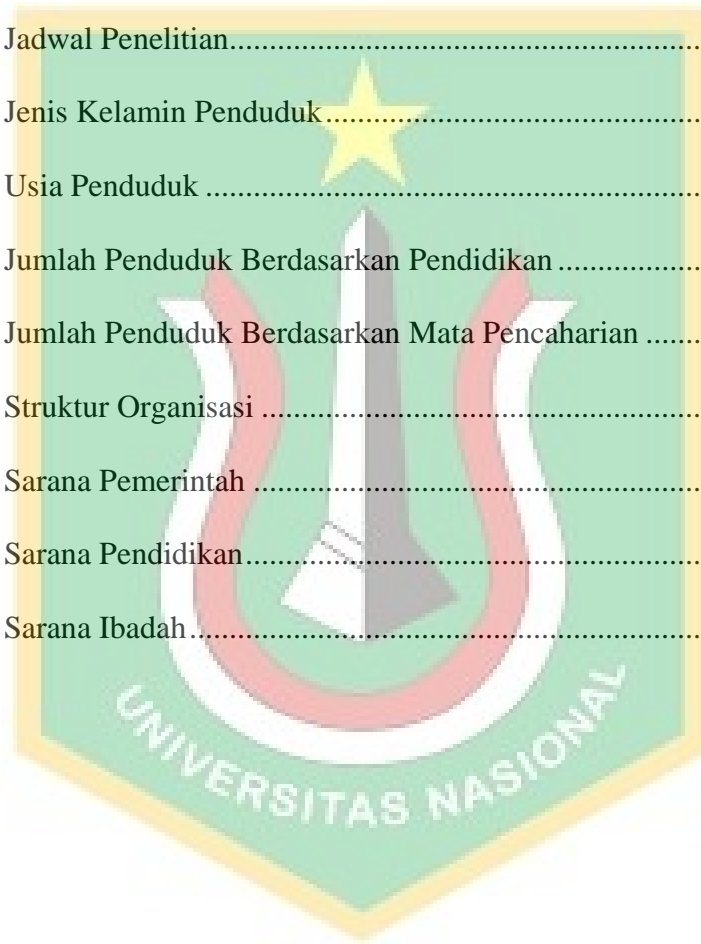 Jadwal Penelitian..........................................................
Jenis Kelamin Penduduk..............................................
Usia Penduduk .............................................................
Jumlah Penduduk Berdasarkan Pendidikan .................
Jumlah Penduduk Berdasarkan Mata Pencaharian .......
Struktur Organisasi ......................................................
Sarana Pemerintah .......................................................
Sarana Pendidikan........................................................
Sarana Ibadah...............................................................
UNIVERSITAS NASIONAL